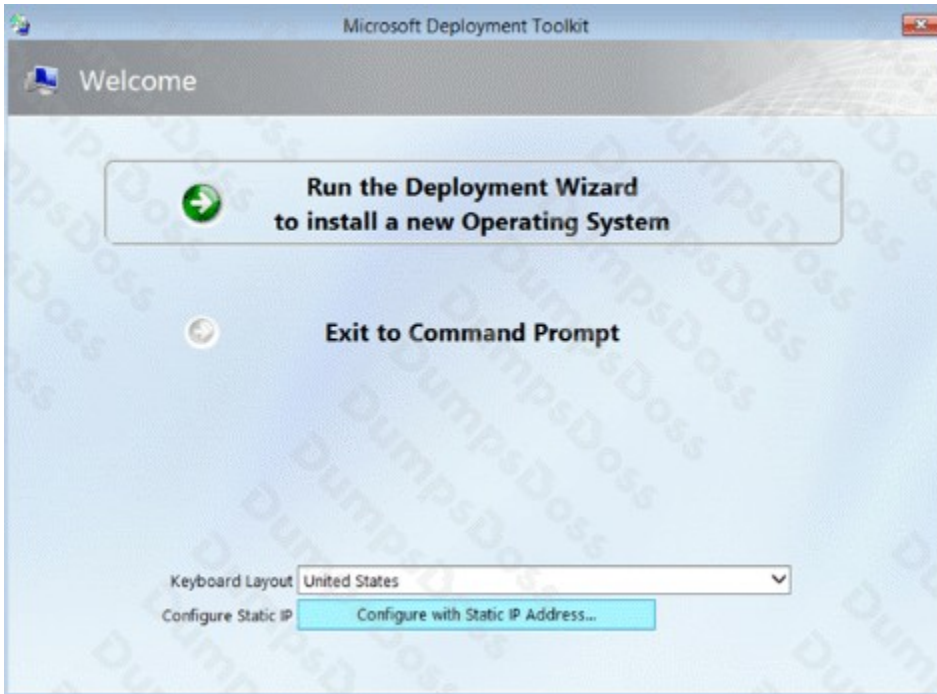 Microsoft Deployment Toolkit
Welcome
Run the Deployment Wizard
to install a new Operating System
Exit to Command Prompt
Keyboard Layout United States
Configure Static IP Configure with Static IP Address...
DumpsDoss